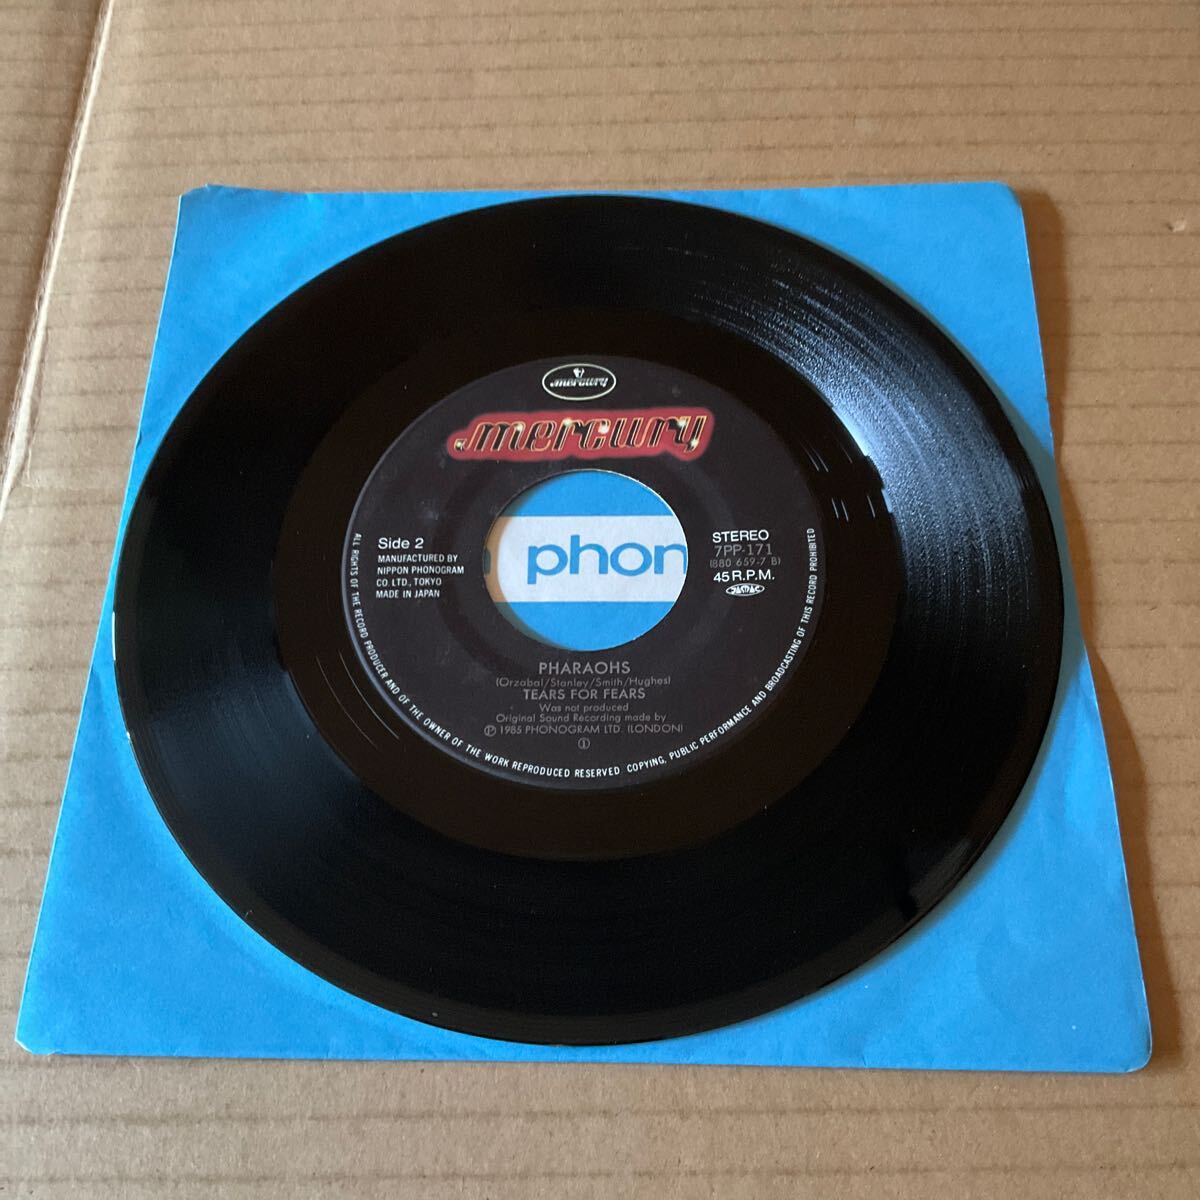 mercury
mercury
Side 2
MANUFACTURED BY
NIPPON PHONOGRAM
CO. LTD., TOKYO
MADE IN JAPAN
STEREO
7PP-171
(880 659-7 B)
45 R.P.M.
phon
PHARAOHS
(Orzabal/Stanley/Smith/Hughes)
TEARS FOR FEARS
Was not produced
Original Sound Recording made by
Ⓟ 1985 PHONOGRAM LTD. (LONDON)
①
ALL RIGHTS OF THE RECORD PRODUCER AND OF THE OWNER OF THE WORK REPRODUCED RESERVED COPYING, PUBLIC PERFORMANCE AND BROADCASTING OF THIS RECORD PROHIBITED